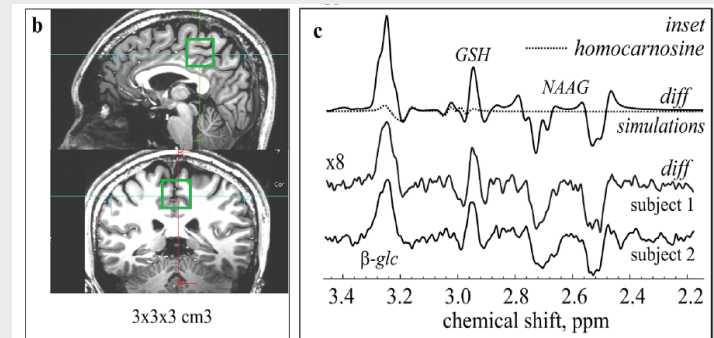 b
3x3x3 cm3
c
inset
homocarnosine
GSH
NAAG
diff
simulations
x8
diff
subject 1
subject 2
β-glc
3.4 3.2 3.0 2.8 2.6 2.4 2.2
chemical shift, ppm